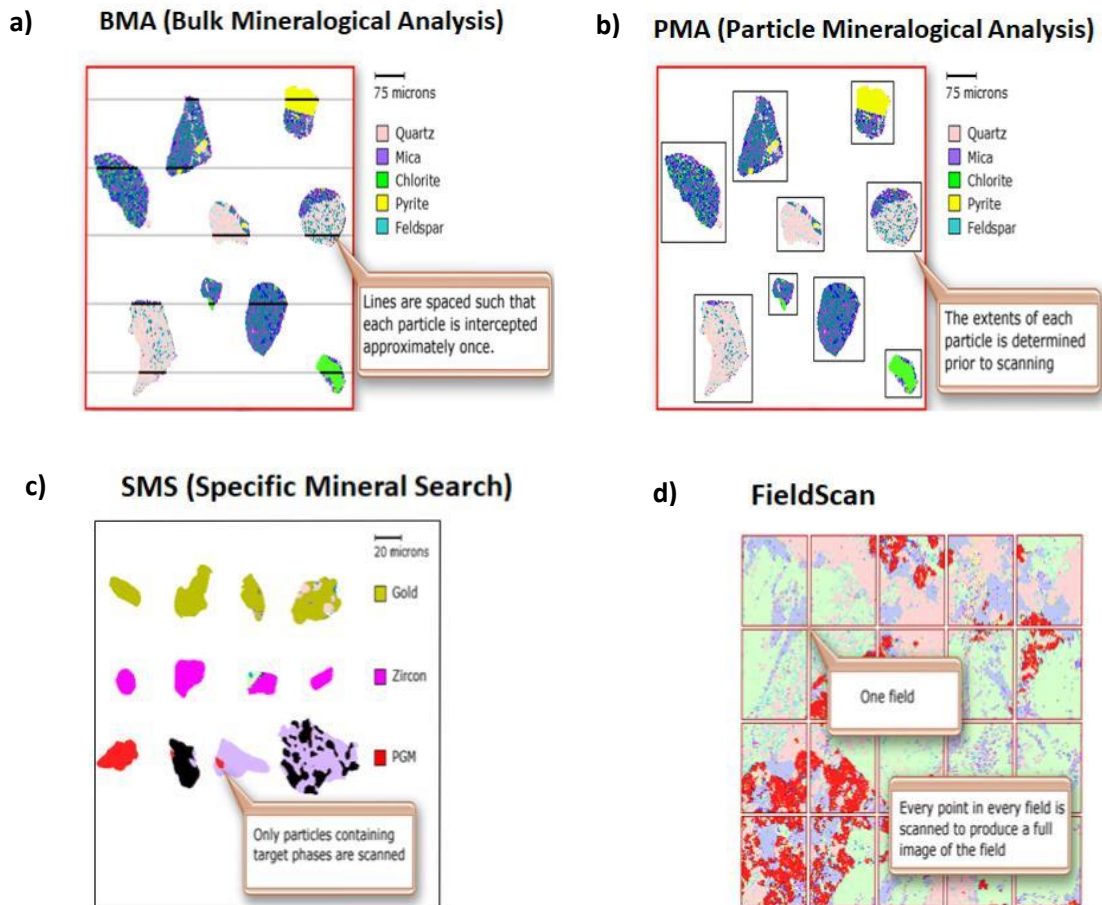 a)
BMA (Bulk Mineralogical Analysis)
75 microns
Quartz
Mica
Chlorite
Pyrite
Feldspar
Lines are spaced such that
each particle is intercepted
approximately once.
b)
PMA (Particle Mineralogical Analysis)
75 microns
Quartz
Mica
Chlorite
Pyrite
Feldspar
The extents of each
particle is determined
prior to scanning
c)
SMS (Specific Mineral Search)
20 microns
Gold
Zircon
PGM
Only particles containing
target phases are scanned
d)
FieldScan
One field
Every point in every field is
scanned to produce a full
image of the field